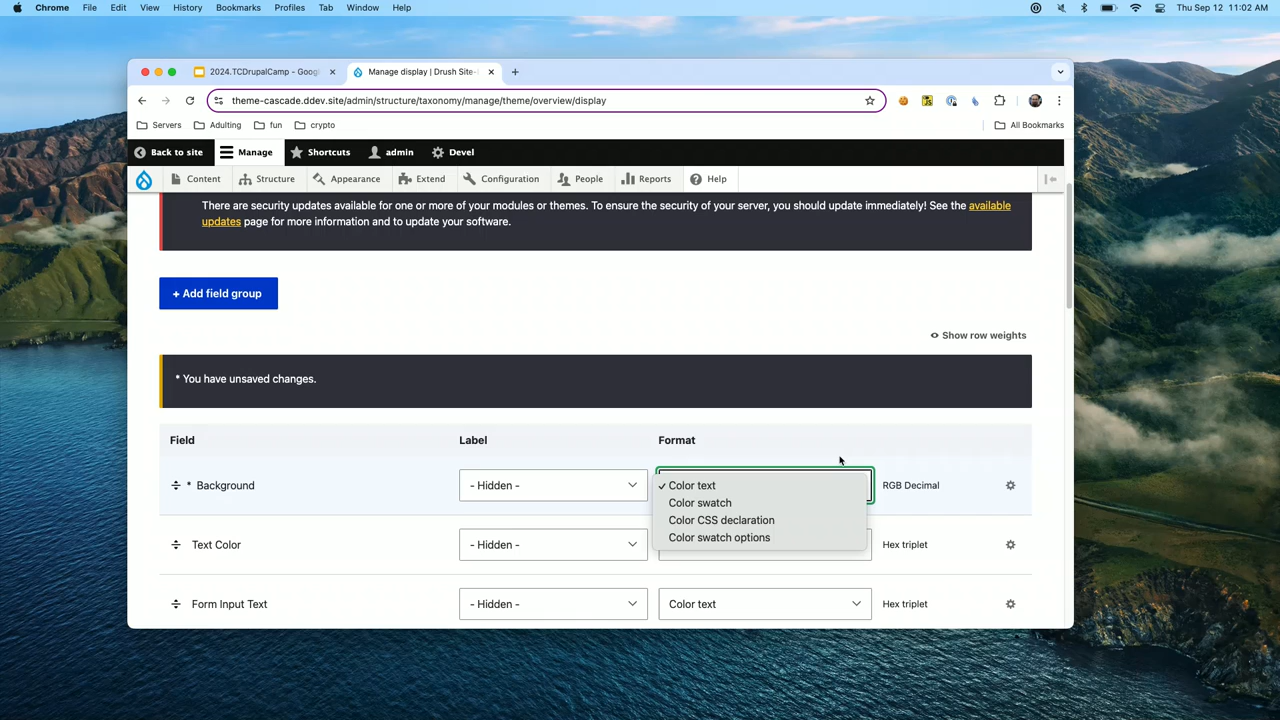 Chrome File Edit View History Bookmarks Profiles Tab Window Help Thu Sep 12 11:02 AM
2024.TCDrupalCamp - Googl Manage display | Drush Site-I
theme-cascade.ddev.site/admin/structure/taxonomy/manage/theme/overview/display
Servers Adulting fun crypto All Bookmarks
Back to site Manage Shortcuts admin Devel
Content Structure Appearance Extend Configuration People Reports Help
There are security updates available for one or more of your modules or themes. To ensure the security of your server, you should update immediately! See the available
updates page for more information and to update your software.
+ Add field group
Show row weights
* You have unsaved changes.
Field Label Format
* Background - Hidden - Color text RGB Decimal
Color swatch
Color CSS declaration
Color swatch options
Text Color - Hidden - Hex triplet
Form Input Text - Hidden - Color text Hex triplet